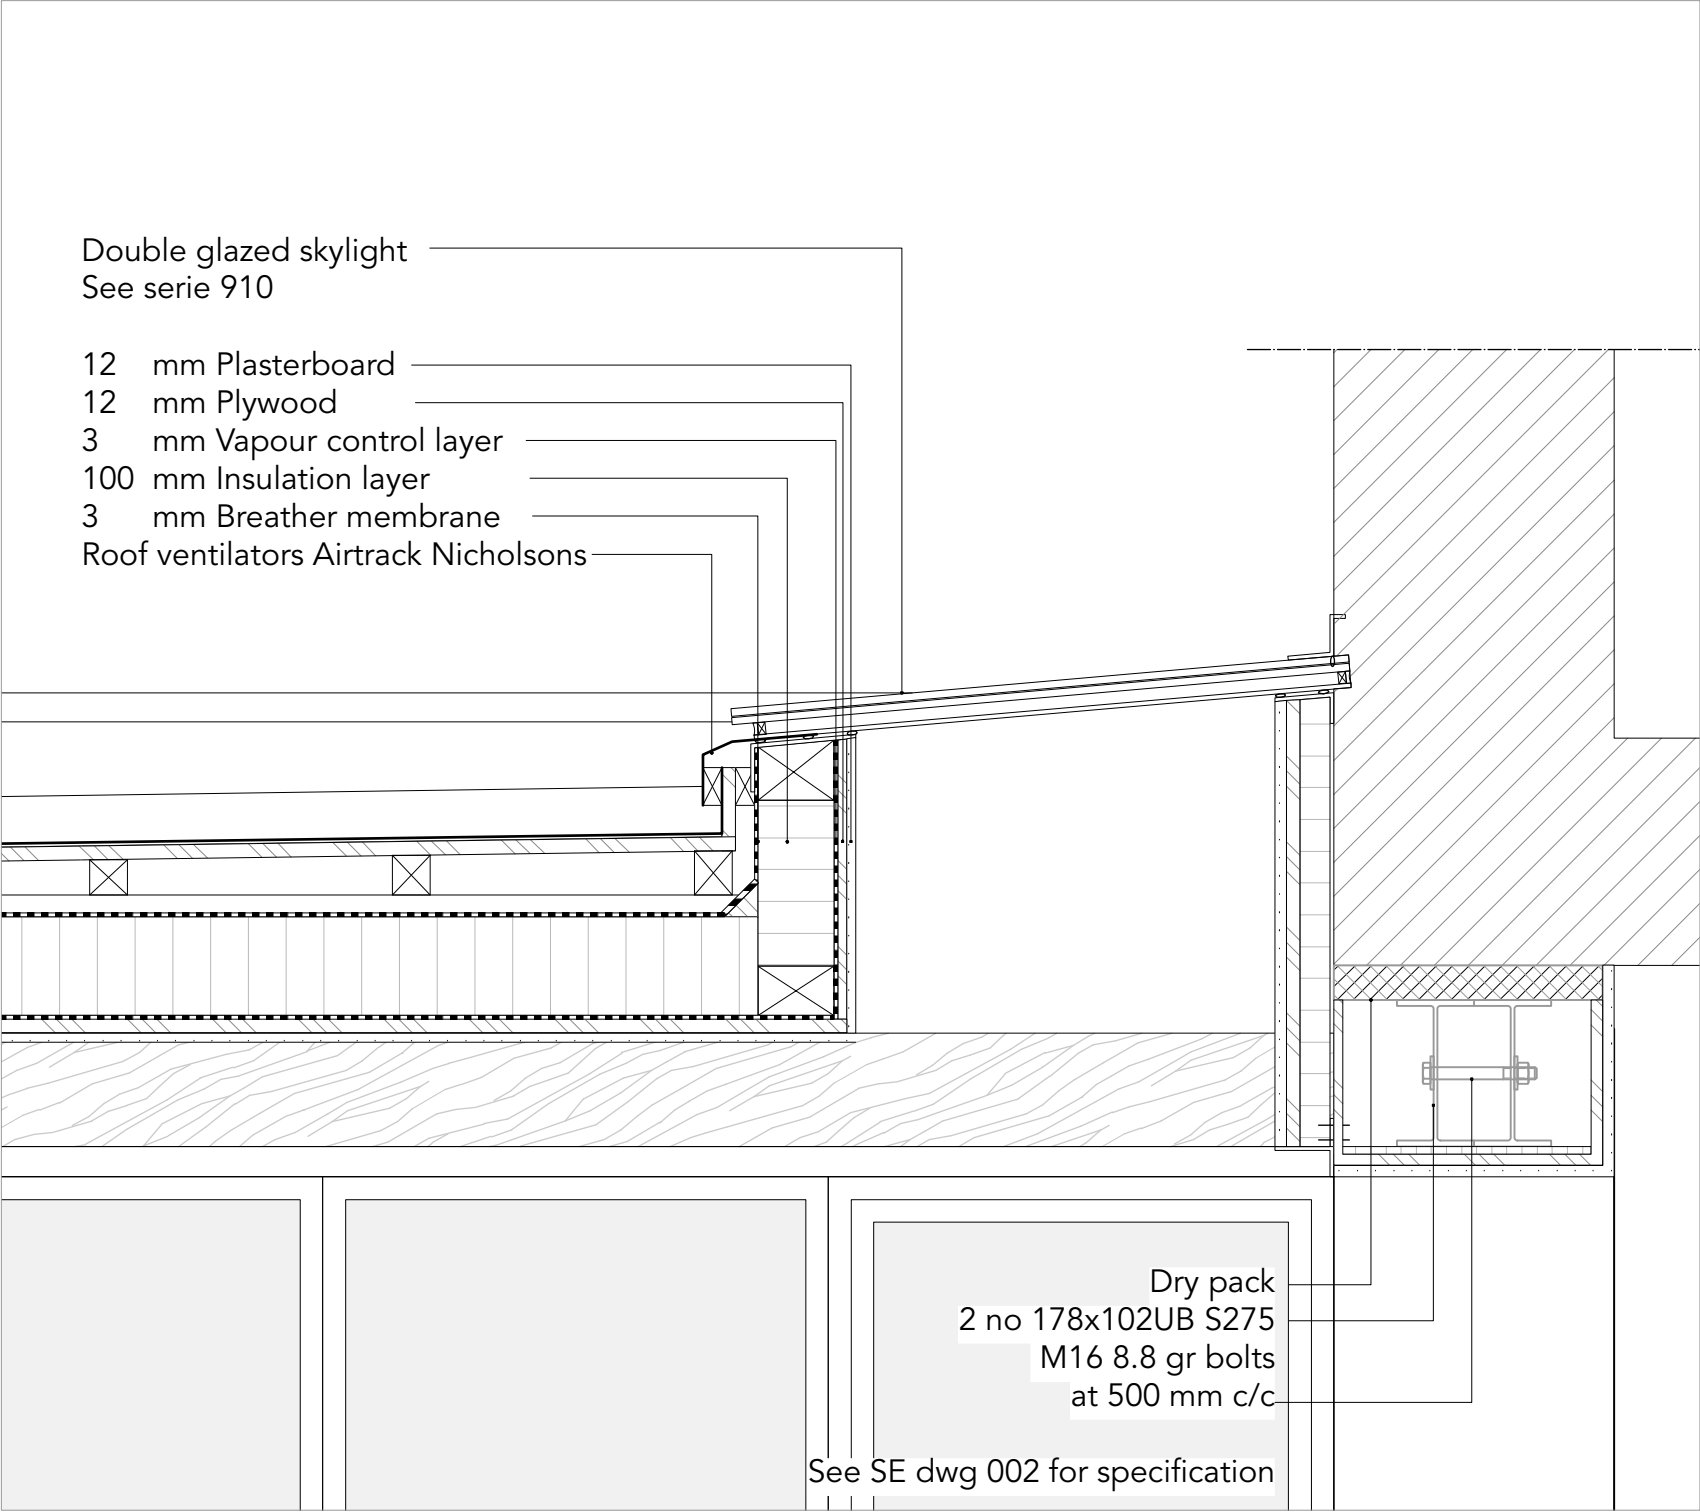 Double glazed skylight
See serie 910
12 mm Plasterboard
12 mm Plywood
3 mm Vapour control layer
100 mm Insulation layer
3 mm Breather membrane
Roof ventilators Airtrack Nicholsons
Dry pack
2 no 178x102UB S275
M16 8.8 gr bolts
at 500 mm c/c
See SE dwg 002 for specification